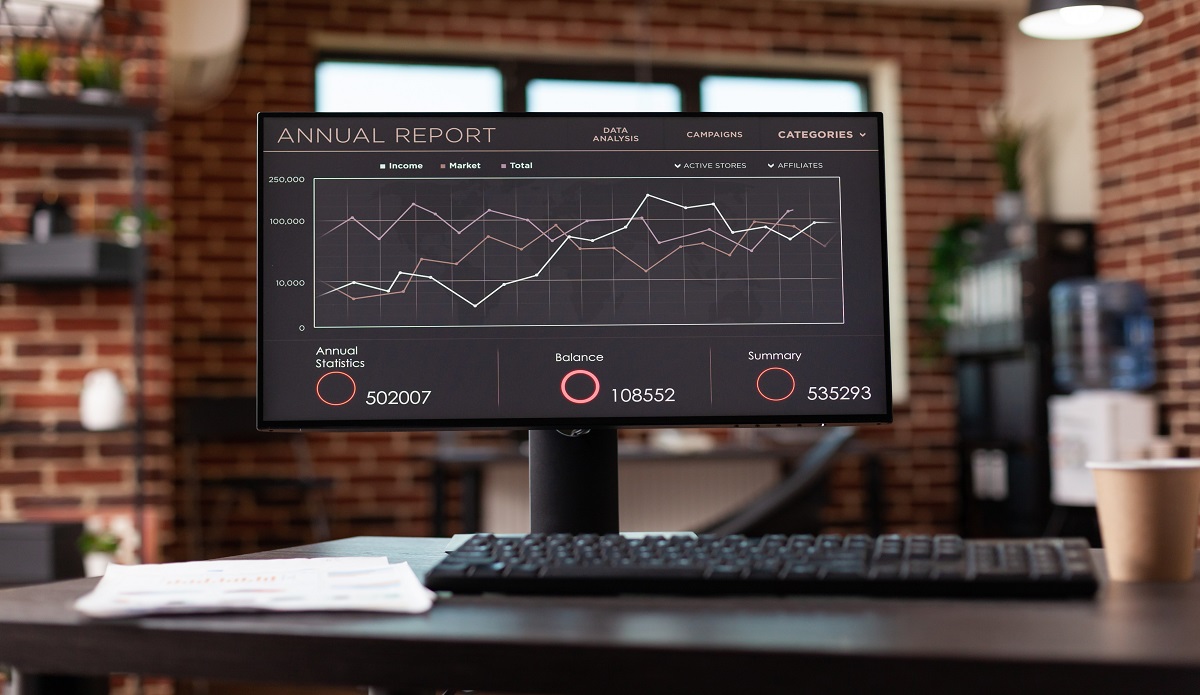 ANNUAL REPORT
DATA
ANALYSIS
CAMPAIGNS
CATEGORIES
Income Market Total
ACTIVE STORES AFFILIATES
250,000
100,000
10,000
0
Annual
Statistics
502007
Balance
108552
Summary
535293